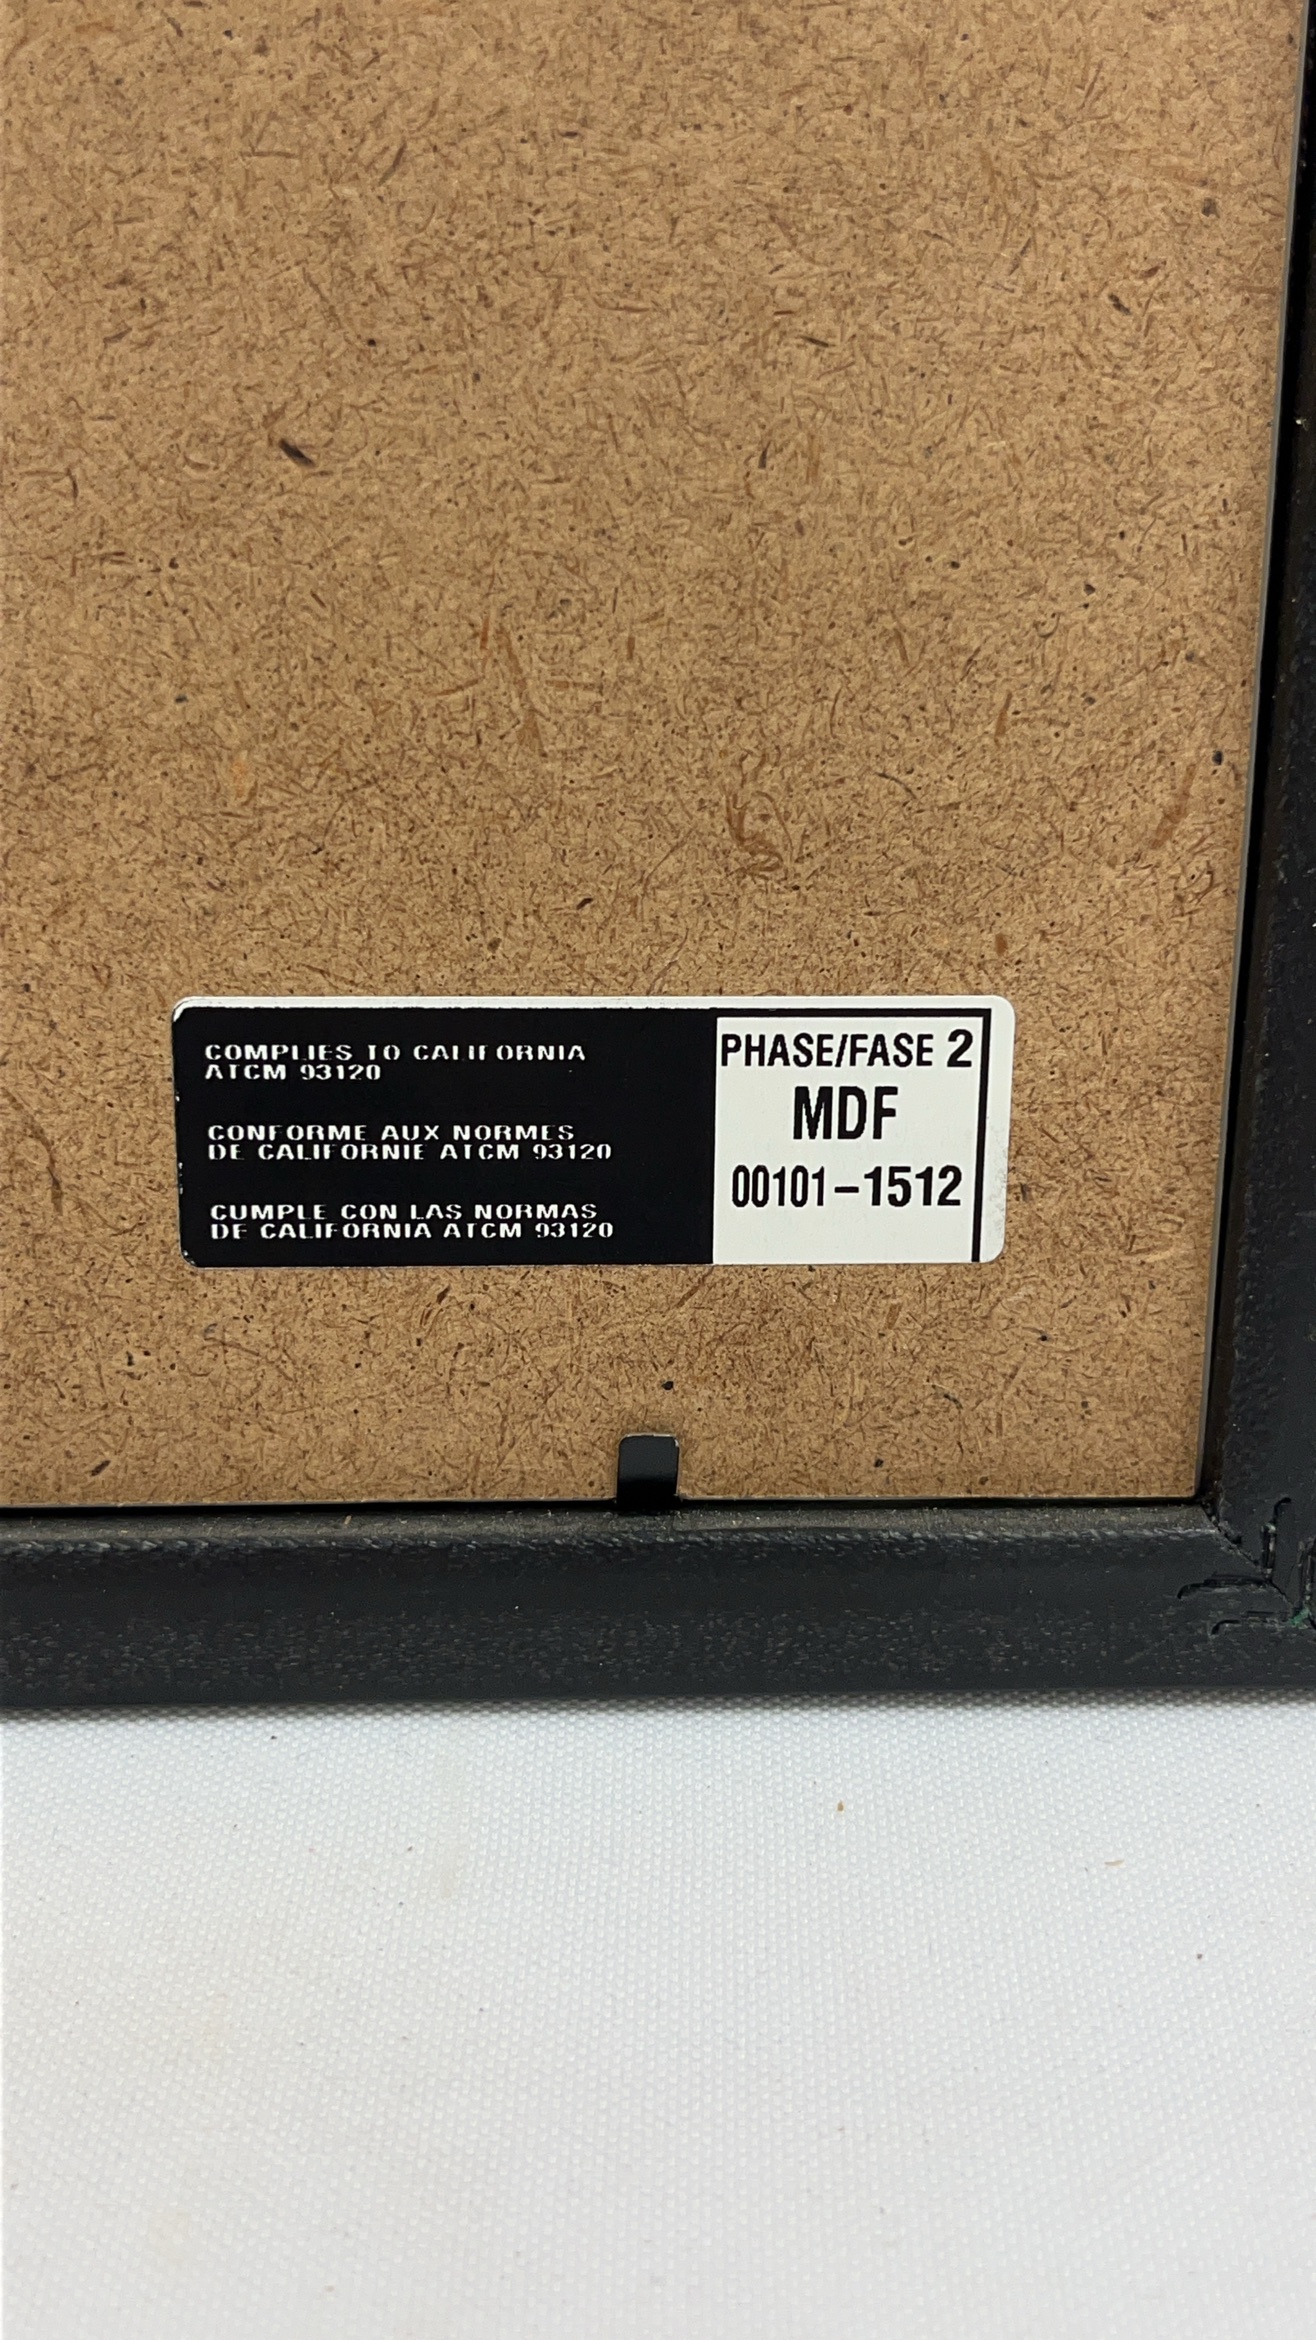 COMPLIES TO CALIFORNIA
ATCM 93120
CONFORME AUX NORMES
DE CALIFORNIE ATCM 93120
CUMPLE CON LAS NORMAS
DE CALIFORNIA ATCM 93120
PHASE/FASE 2
MDF
00101-1512